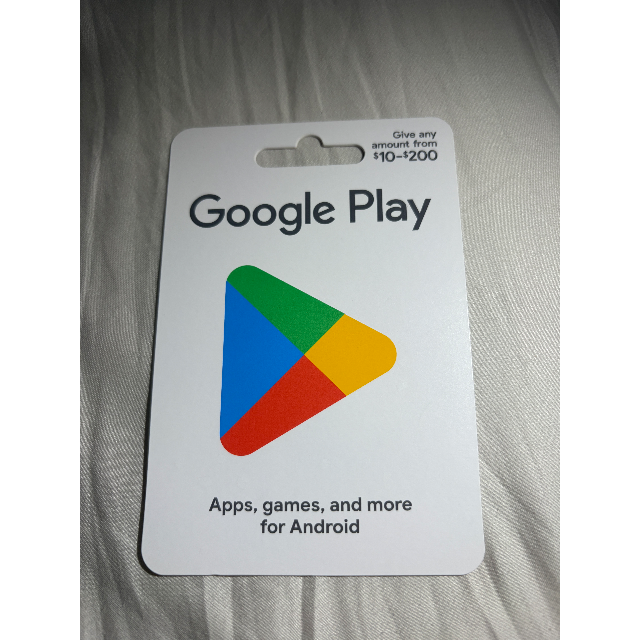 Give any
amount from
$10–$200
Google Play
Apps, games, and more
for Android